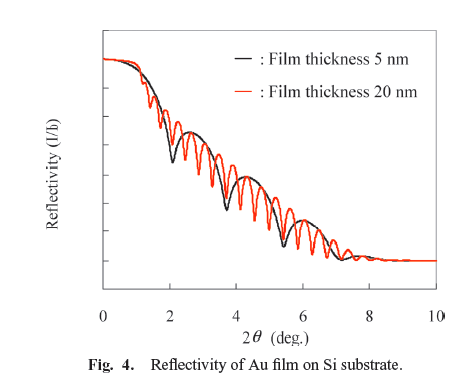 — : Film thickness 5 nm
— : Film thickness 20 nm
Reflectivity (I/I₀)
0 2 4 6 8 10
2θ (deg.)
Fig. 4. Reflectivity of Au film on Si substrate.